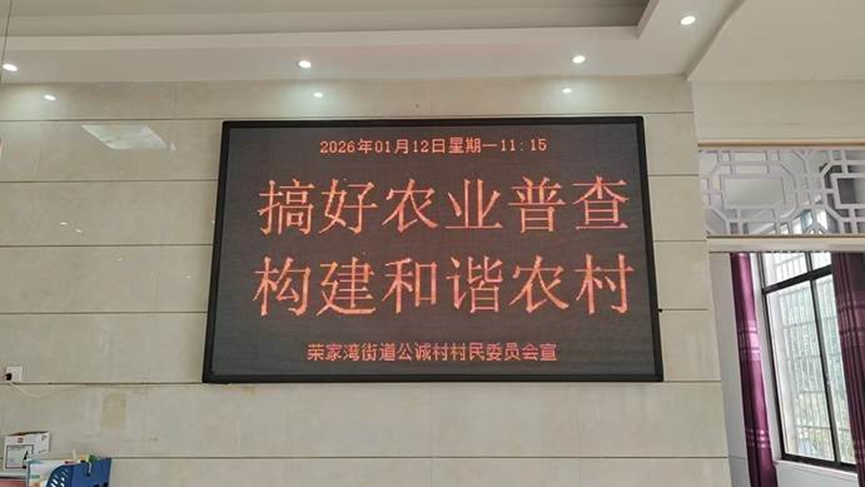 2026年01月12日星期一11:15
搞好农业普查
构建和谐农村
荣家湾街道公诚村村民委员会宣